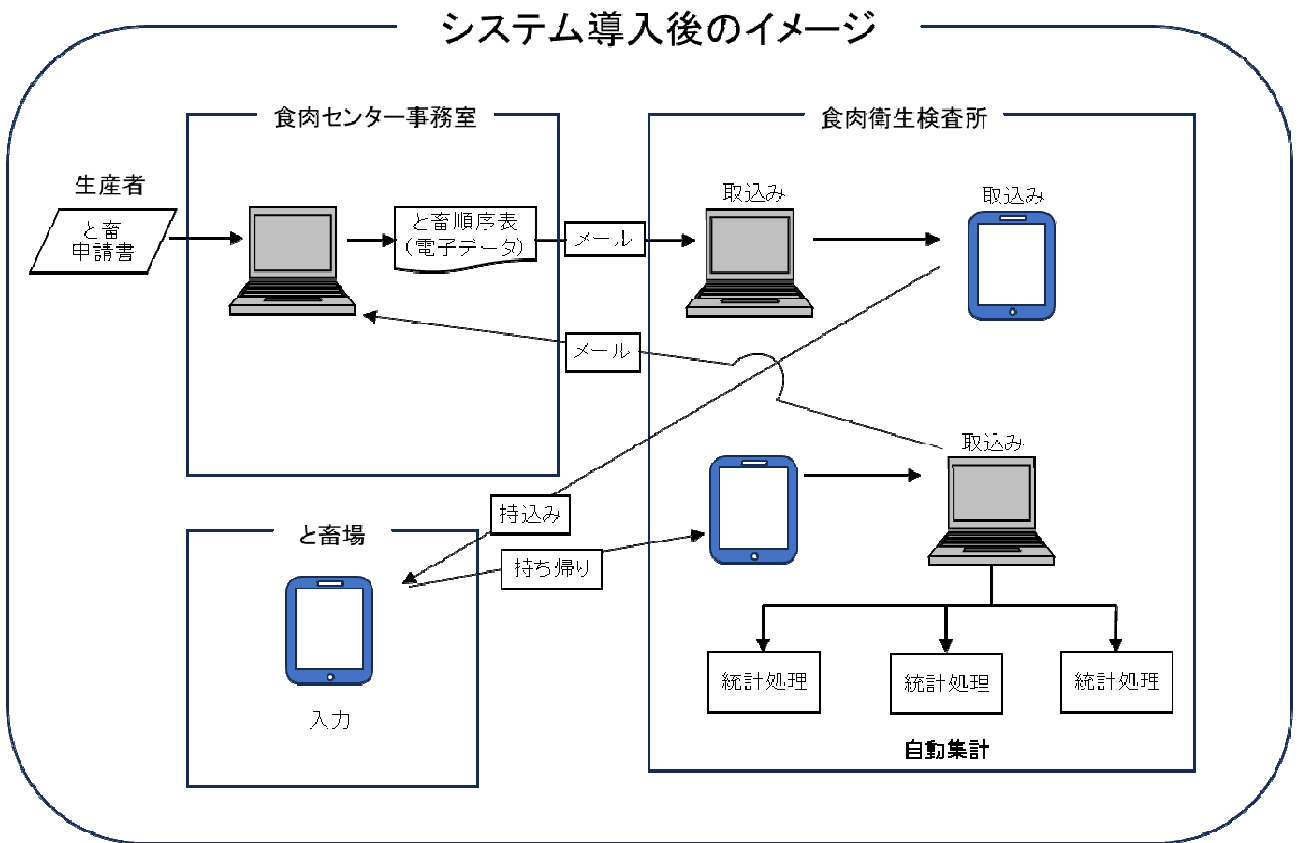 システム導入後のイメージ
食肉センター事務室
食肉衛生検査所
生産者
と畜
申請書
と畜順序表
(電子データ)
メール
取込み
取込み
メール
取込み
持込み
と畜場
持ち帰り
入力
統計処理
統計処理
統計処理
自動集計